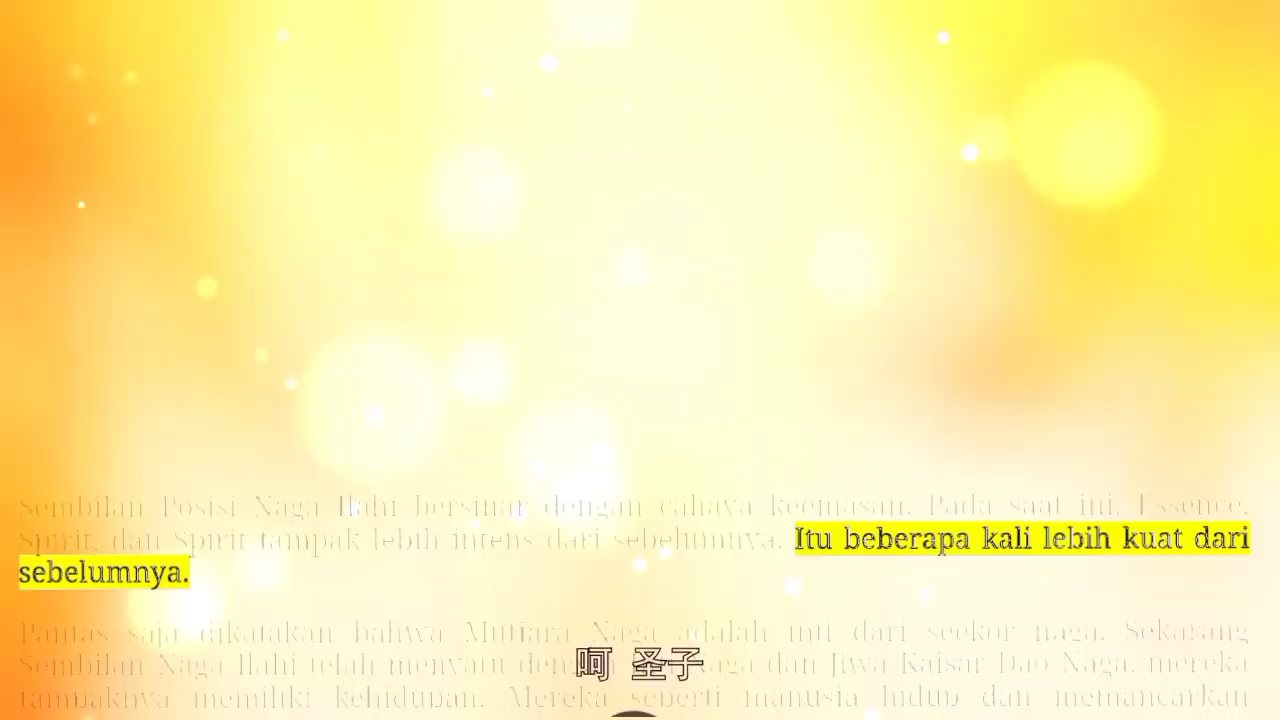 Sembilan Posisi Naga Ilahi bersinar dengan cahaya keemasan. Pada saat ini, Essence,
Spirit, dan Spirit tampak lebih intens dari sebelumnya. Itu beberapa kali lebih kuat dari
sebelumnya.
Pantas saja dikatakan bahwa Mutiara Naga adalah inti dari seekor naga. Sekarang
Sembilan Naga Ilahi telah menyatu Naga dan Jiwa Kaisar Dao Naga, mereka
呵 圣子
tampaknya memiliki kehidupan. Mereka seperti manusia hidup dan memancarkan